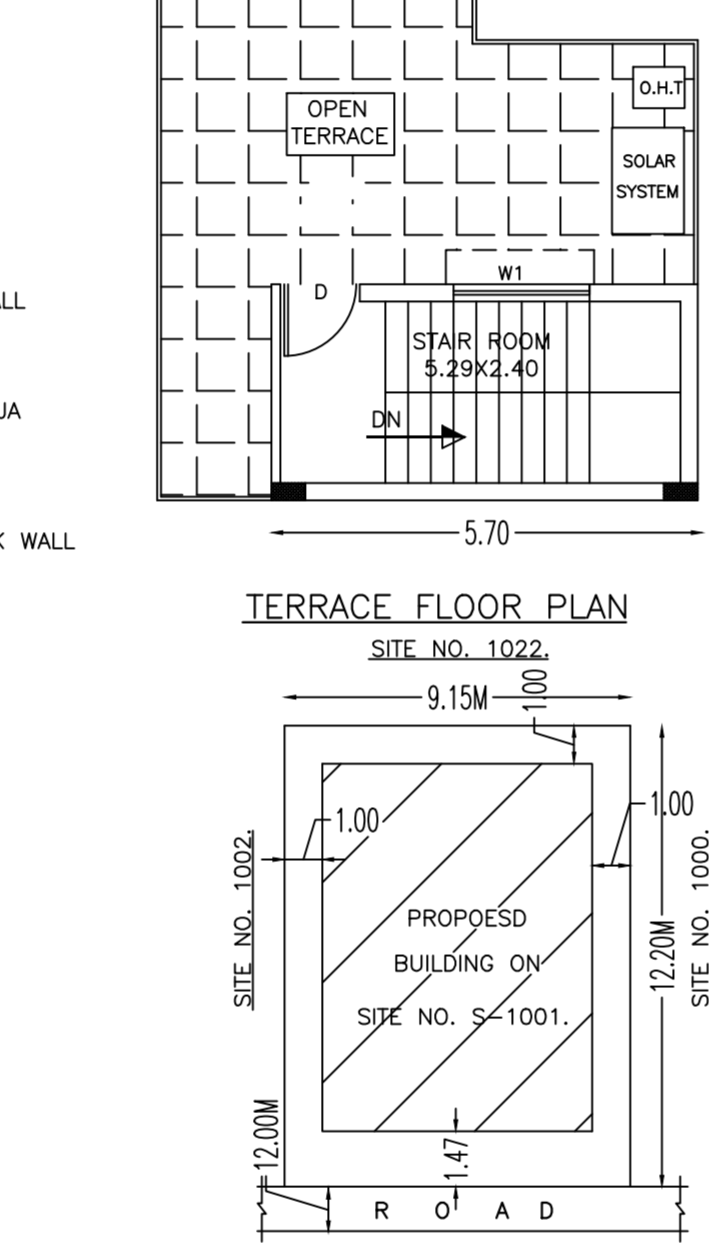 O.H.T
OPEN
TERRACE
SOLAR
SYSTEM
W1
D
STAIR ROOM
5.29X2.40
DN
5.70
K WALL
TERRACE FLOOR PLAN
SITE NO. 1022.
9.15M
1.00
1.00
1.00
SITE NO. 1002.
12.20M
SITE NO. 1000.
PROPOESD
BUILDING ON
SITE NO. S-1001.
12.00M
1.47
R O A D